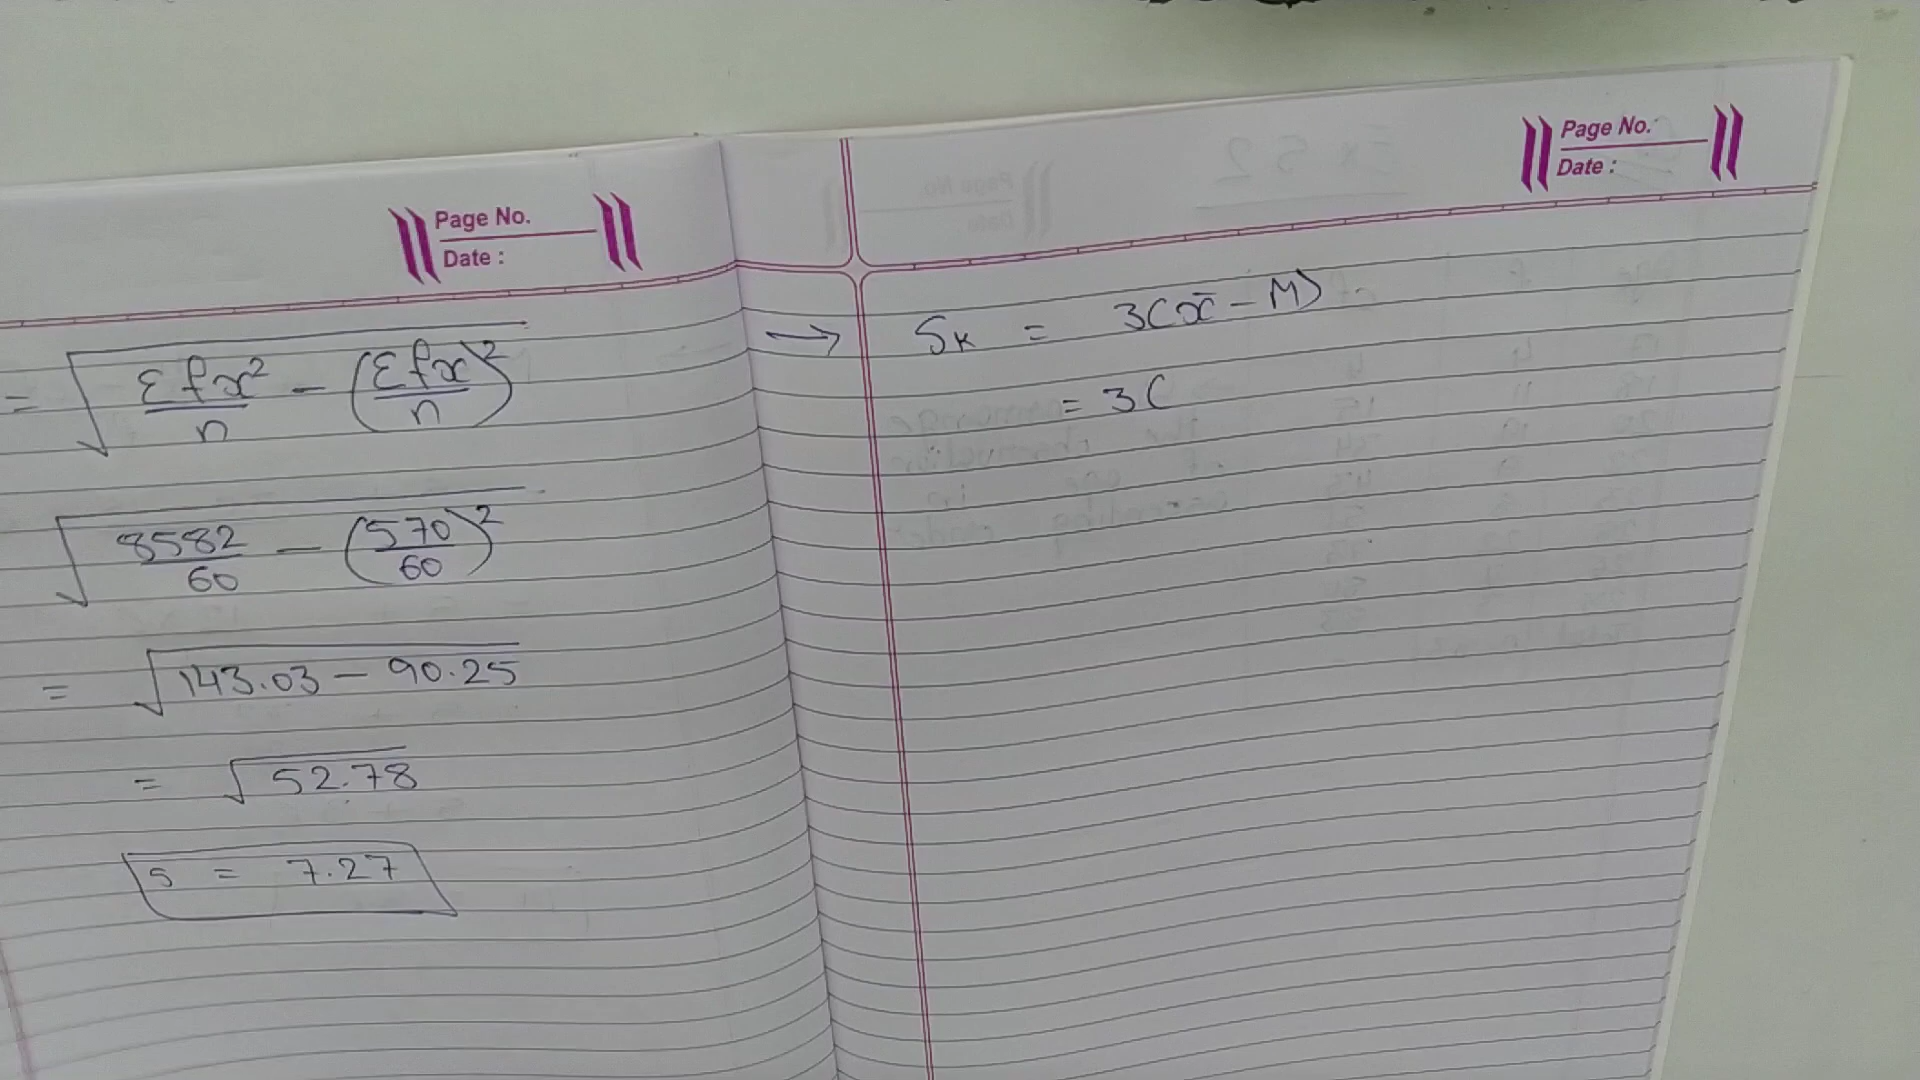 Page No.
Date :
= √ Σfx²/n − (Σfx/n)²
√ 8582/60 − (570/60)²
= √ 143.03 − 90.25
= √ 52.78
s = 7.27
Page No.
Date :
→ Sk = 3(x̄ − M)
= 3(